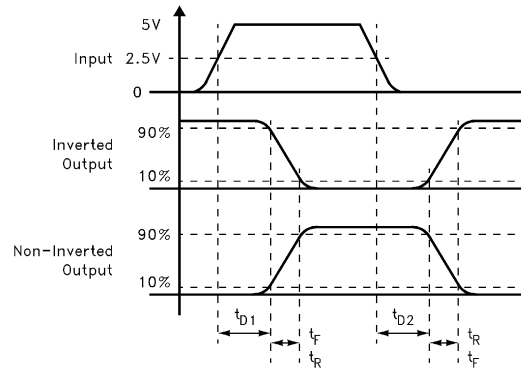 5V
Input 2.5V
0
Inverted
Output
90%
10%
Non-Inverted
Output
90%
10%
tD1 tF tD2 tR
tR tF